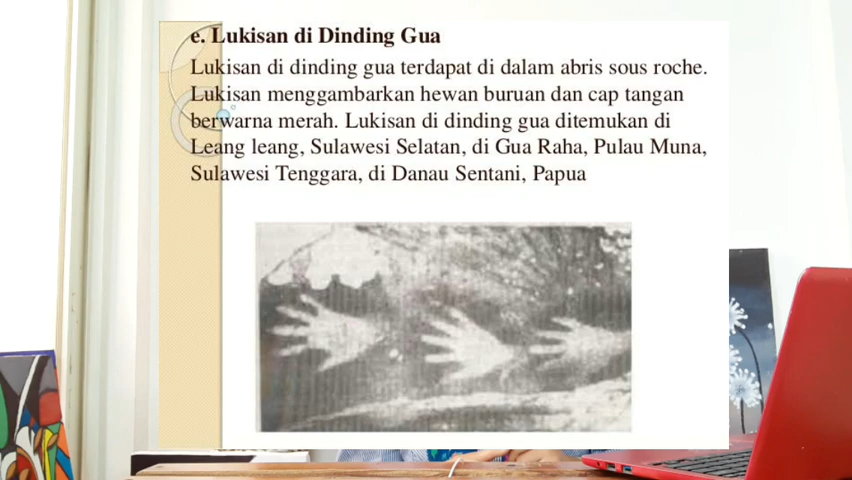 e. Lukisan di Dinding Gua
Lukisan di dinding gua terdapat di dalam abris sous roche.
Lukisan menggambarkan hewan buruan dan cap tangan
berwarna merah. Lukisan di dinding gua ditemukan di
Leang leang, Sulawesi Selatan, di Gua Raha, Pulau Muna,
Sulawesi Tenggara, di Danau Sentani, Papua